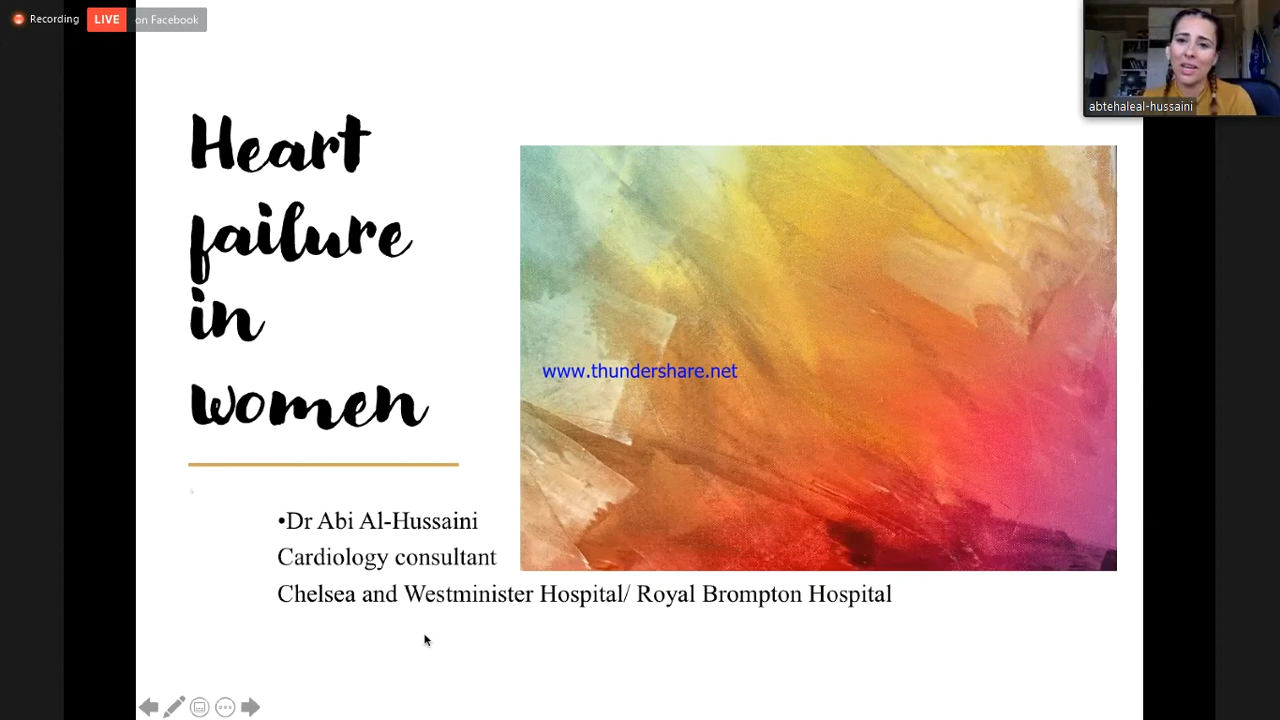 Recording
LIVE on Facebook
abtehaleal-hussaini
Heart
failure
in
women
www.thundershare.net
•Dr Abi Al-Hussaini
Cardiology consultant
Chelsea and Westminister Hospital/ Royal Brompton Hospital